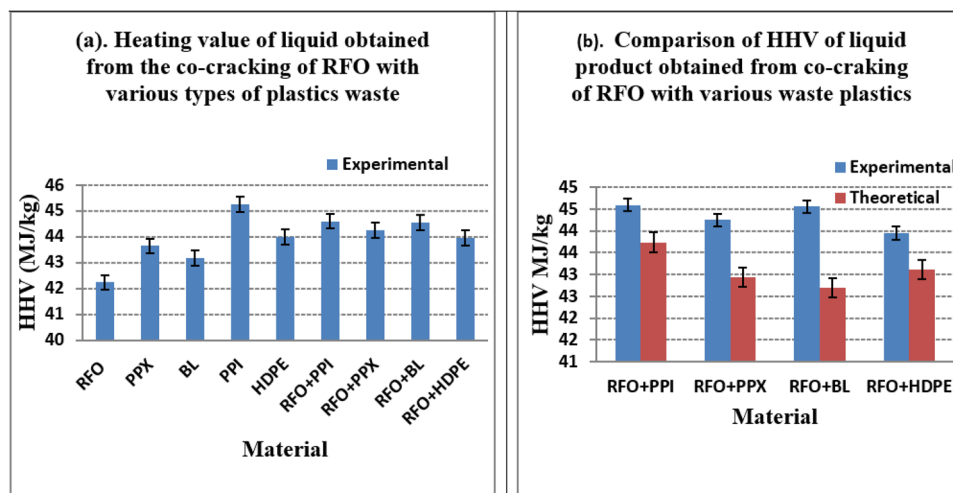 (a). Heating value of liquid obtained
from the co-cracking of RFO with
various types of plastics waste
Experimental
46
45
44
43
42
40
HHV (MJ/kg)
RFO
PPX
BL
PPI
HDPE
RFO+PPI
RFO+PPX
RFO+BL
RFO+HDPE
Material
(b). Comparison of HHV of liquid
product obtained from co-craking
of RFO with various waste plastics
Experimental
Theoretical
45
45
44
44
43
43
42
42
41
HHV MJ/kg
RFO+PPI
RFO+PPX
RFO+BL
RFO+HDPE
Material